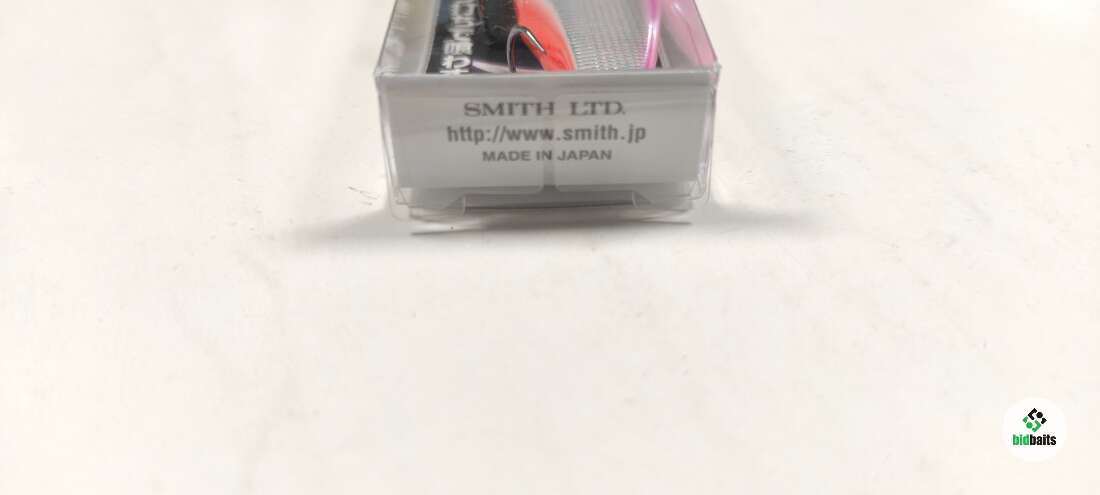 SMITH LTD.
http://www.smith.jp
MADE IN JAPAN
bidbaits